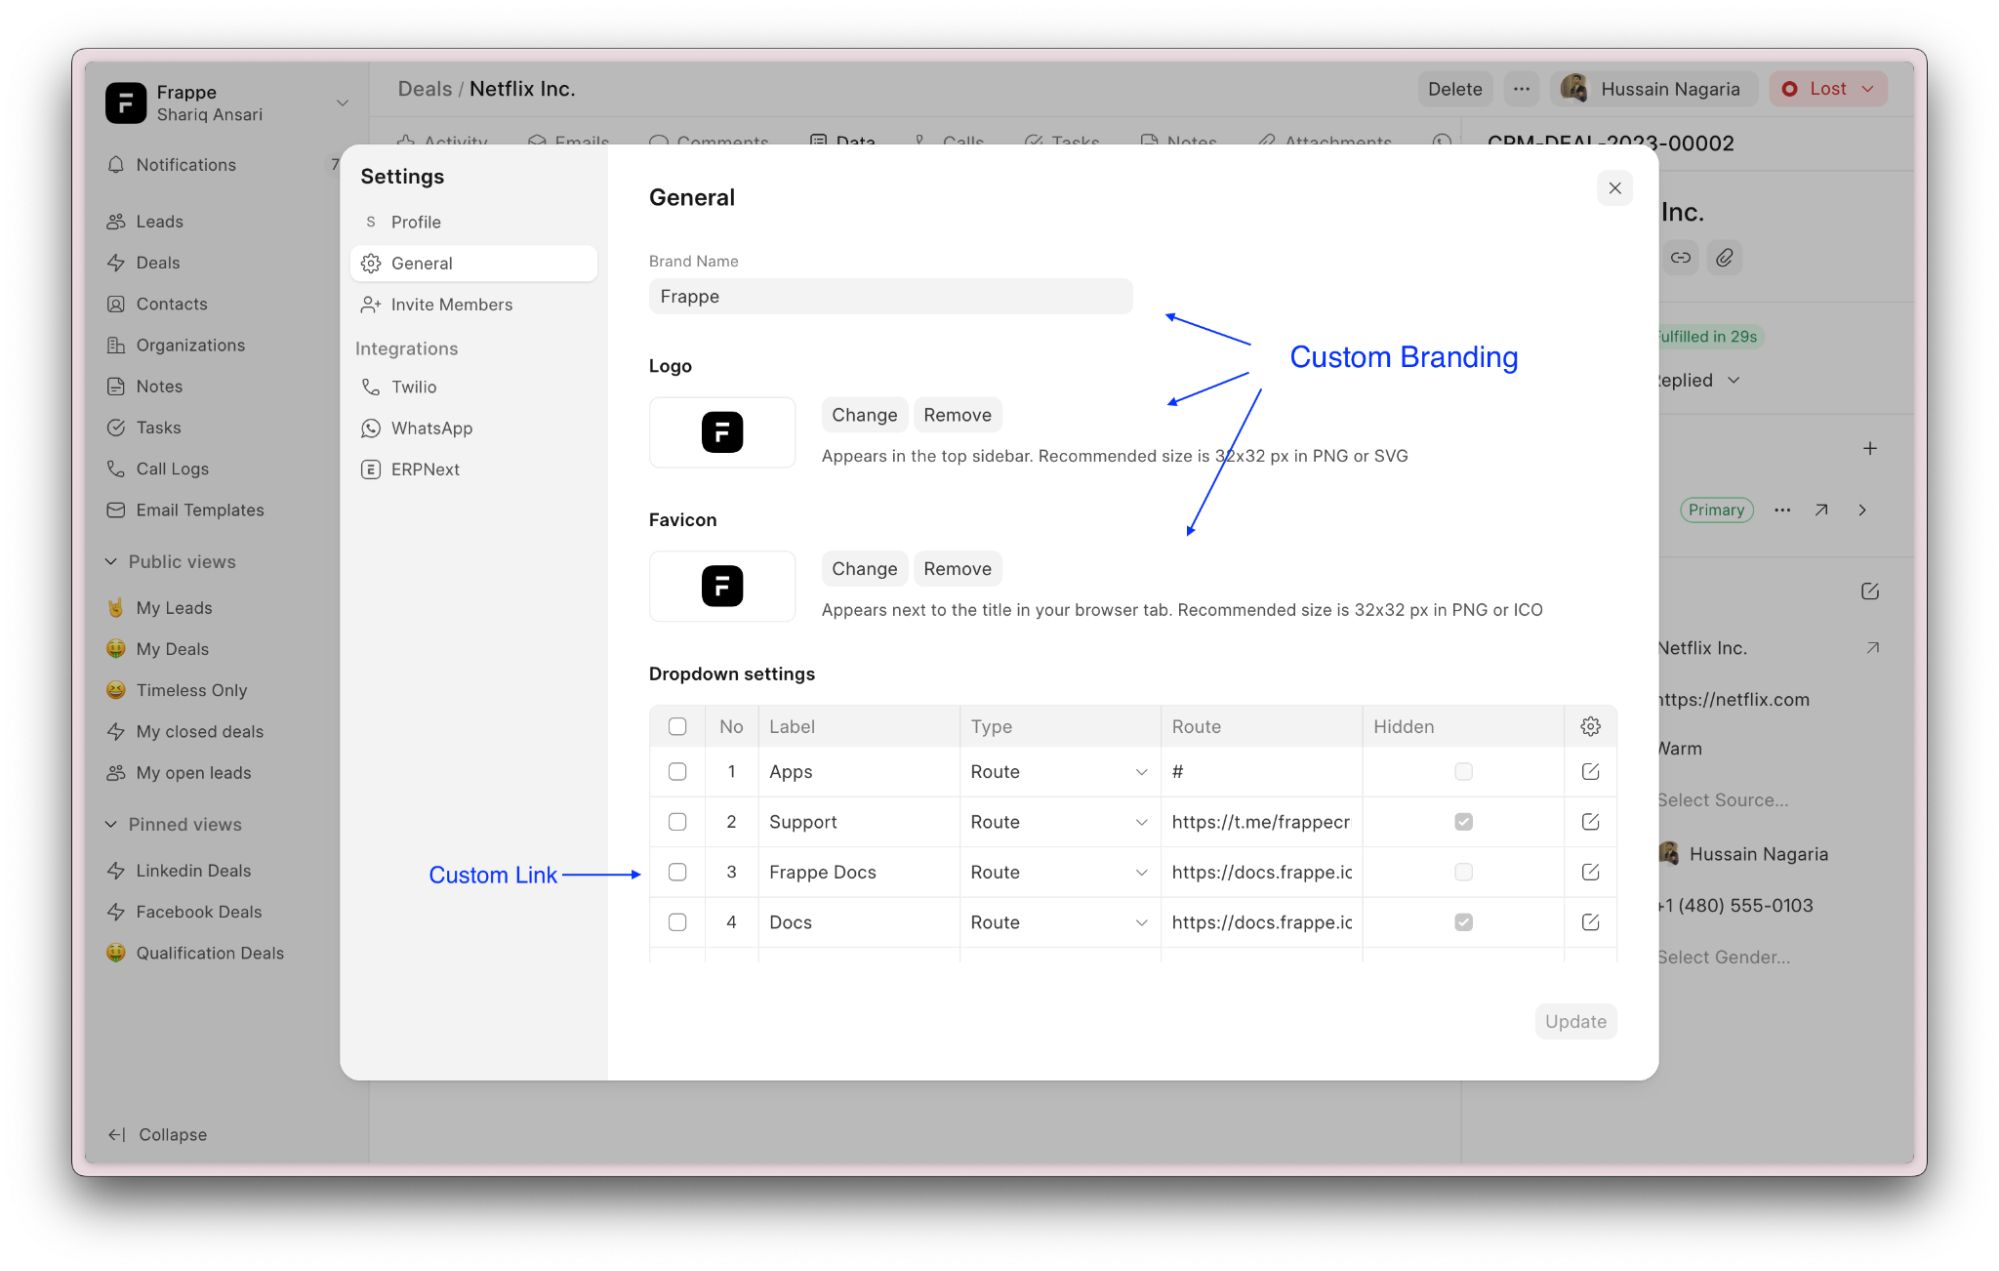 Frappe
Shariq Ansari
Notifications
7
Leads
Deals
Contacts
Organizations
Notes
Tasks
Call Logs
Email Templates
Public views
My Leads
My Deals
Timeless Only
My closed deals
My open leads
Pinned views
Linkedin Deals
Facebook Deals
Qualification Deals
Collapse
Deals / Netflix Inc.
Delete
Hussain Nagaria
Lost
Activity Emails Comments Data Calls Tasks Notes Attachments
CRM-DEAL-2023-00002
Settings
S Profile
General
Invite Members
Integrations
Twilio
WhatsApp
ERPNext
General
Brand Name
Frappe
Custom Branding
Logo
Change Remove
Appears in the top sidebar. Recommended size is 32x32 px in PNG or SVG
Favicon
Change Remove
Appears next to the title in your browser tab. Recommended size is 32x32 px in PNG or ICO
Dropdown settings
No Label Type Route Hidden
1 Apps Route #
2 Support Route https://t.me/frappecr
3 Frappe Docs Route https://docs.frappe.ic
4 Docs Route https://docs.frappe.ic
Custom Link
Update
Inc.
ulfilled in 29s
eplied
Primary
Netflix Inc.
https://netflix.com
Warm
Select Source...
Hussain Nagaria
+1 (480) 555-0103
Select Gender...